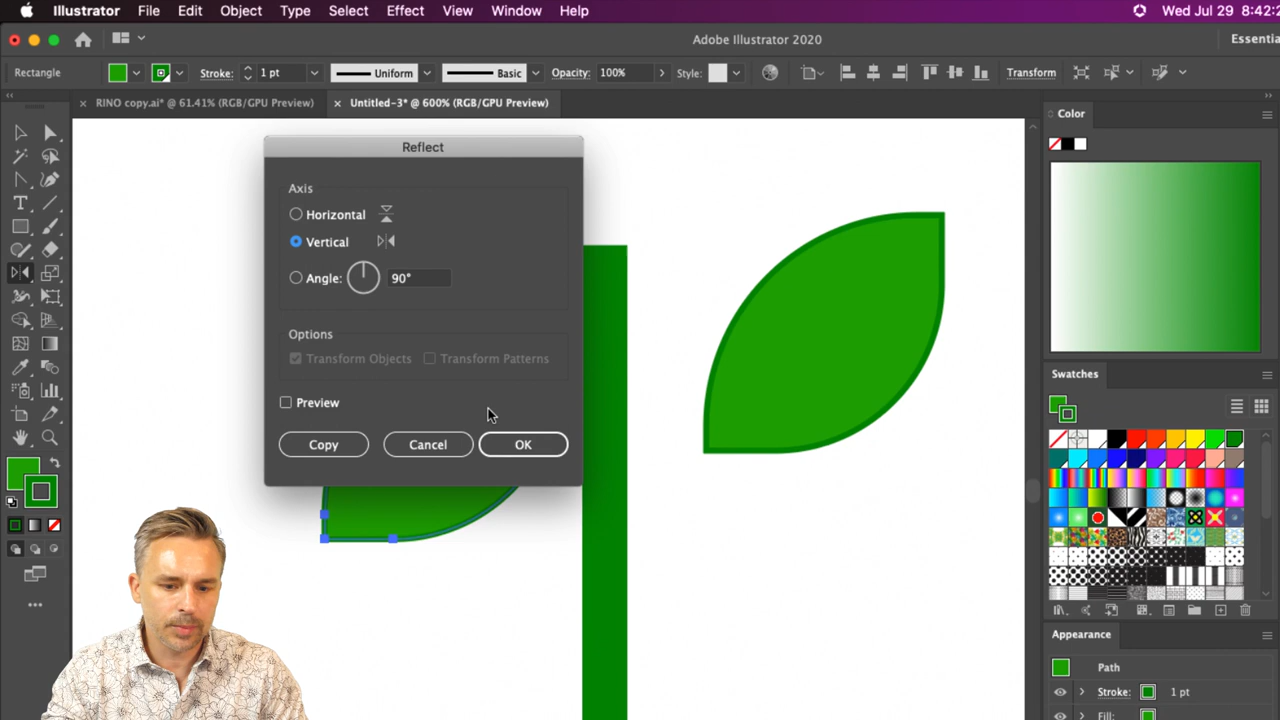 Illustrator File Edit Object Type Select Effect View Window Help Wed Jul 29 8:42:2
Adobe Illustrator 2020 Essentia
Rectangle Stroke: 1 pt Uniform Basic Opacity: 100% Style: Transform
× RINO copy.ai* @ 61.41% (RGB/GPU Preview) × Untitled-3* @ 600% (RGB/GPU Preview)
Color
Reflect
Axis
Horizontal
Vertical
Angle: 90°
Options
Transform Objects Transform Patterns
Preview
Copy Cancel OK
Swatches
Appearance
Path
Stroke: 1 pt
Fill: